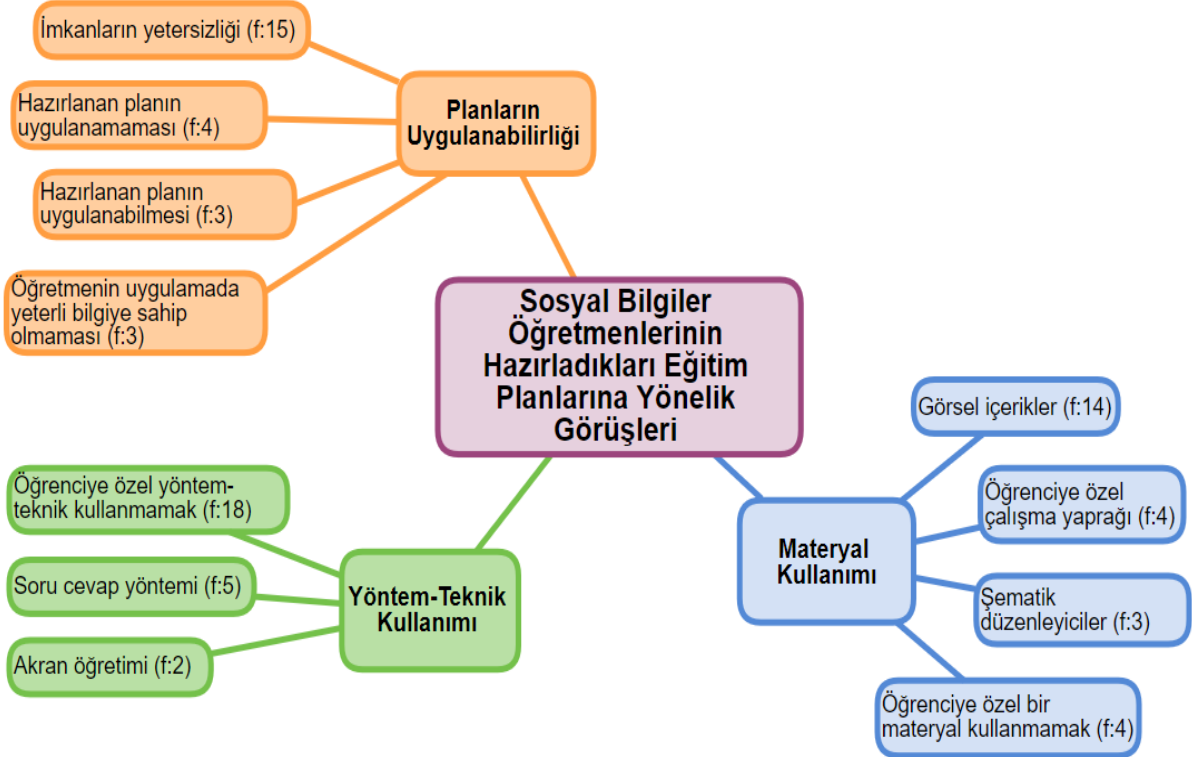 İmkanların yetersizliği (f:15)
Hazırlanan planın
uygulanamaması (f:4)
Hazırlanan planın
uygulanabilmesi (f:3)
Öğretmenin uygulamada
yeterli bilgiye sahip
olmaması (f:3)
Planların
Uygulanabilirliği
Sosyal Bilgiler
Öğretmenlerinin
Hazırladıkları Eğitim
Planlarına Yönelik
Görüşleri
Öğrenciye özel yöntem-
teknik kullanmamak (f:18)
Soru cevap yöntemi (f:5)
Akran öğretimi (f:2)
Yöntem-Teknik
Kullanımı
Materyal
Kullanımı
Görsel içerikler (f:14)
Öğrenciye özel
çalışma yaprağı (f:4)
Şematik
düzenleyiciler (f:3)
Öğrenciye özel bir
materyal kullanmamak (f:4)